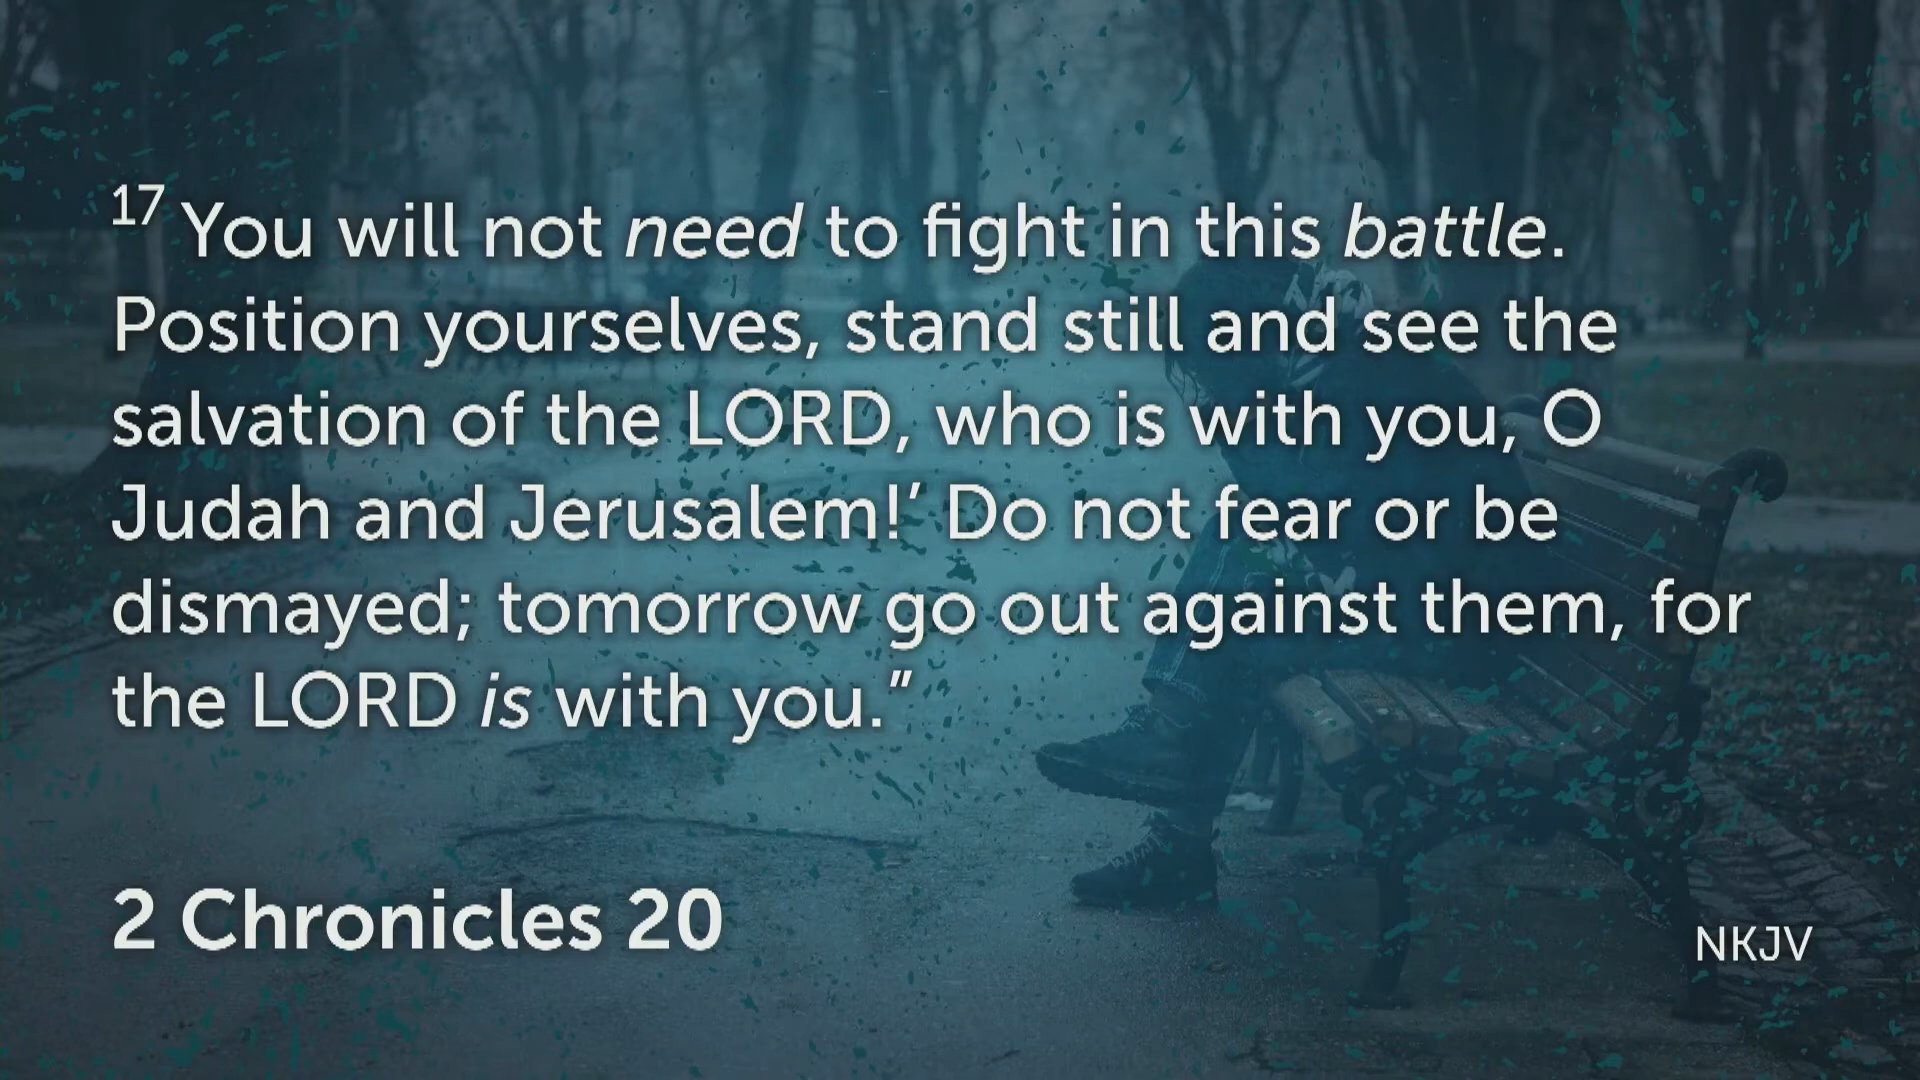 17 You will not need to fight in this battle.
Position yourselves, stand still and see the
salvation of the LORD, who is with you, O
Judah and Jerusalem!’ Do not fear or be
dismayed; tomorrow go out against them, for
the LORD is with you.”
2 Chronicles 20
NKJV